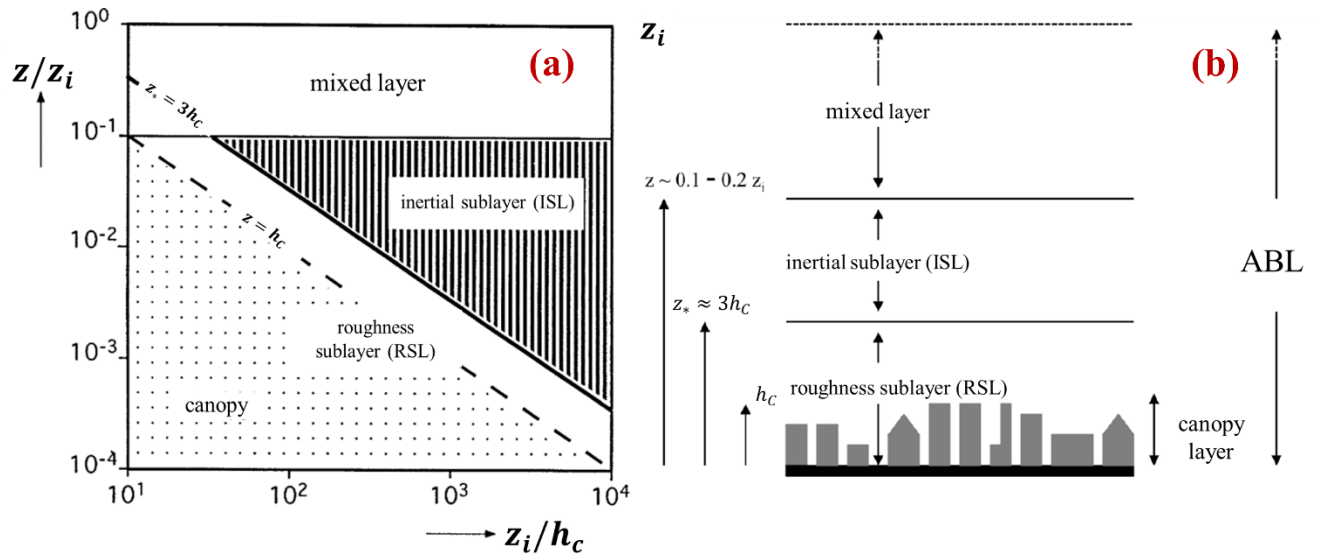 (a)
z/z_i
10^0
10^-1
10^-2
10^-3
10^-4
mixed layer
z_* = 3h_C
inertial sublayer (ISL)
z = h_C
roughness
sublayer (RSL)
canopy
10^1
10^2
10^3
10^4
z_i/h_c
(b)
z_i
mixed layer
z ~ 0.1 − 0.2 z_i
inertial sublayer (ISL)
z_* ≈ 3h_C
roughness sublayer (RSL)
h_C
canopy
layer
ABL